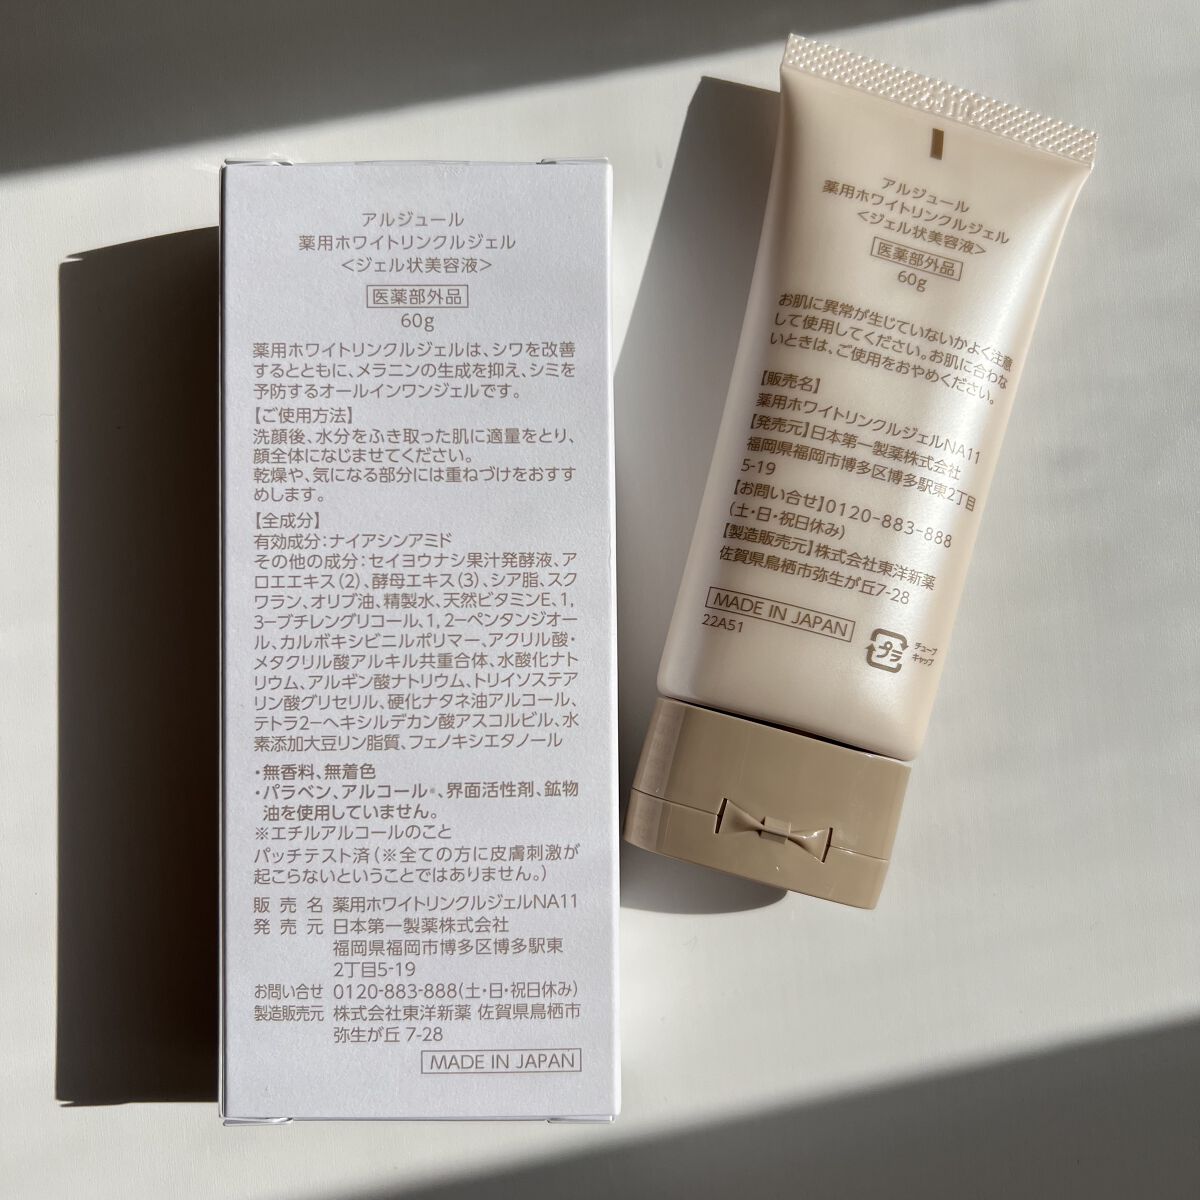 アルジュール
薬用ホワイトリンクルジェル
＜ジェル状美容液＞
医薬部外品
60g
薬用ホワイトリンクルジェルは、シワを改善
するとともに、メラニンの生成を抑え、シミを
予防するオールインワンジェルです。
【ご使用方法】
洗顔後、水分をふき取った肌に適量をとり、
顔全体になじませてください。
乾燥や、気になる部分には重ねづけをおすす
めします。
【全成分】
有効成分：ナイアシンアミド
その他の成分：セイヨウナシ果汁発酵液、ア
ロエエキス（2）、酵母エキス（3）、シア脂、スク
ワラン、オリブ油、精製水、天然ビタミンE、1，
3－ブチレングリコール、1，2－ペンタンジオー
ル、カルボキシビニルポリマー、アクリル酸・
メタクリル酸アルキル共重合体、水酸化ナト
リウム、アルギン酸ナトリウム、トリイソステア
リン酸グリセリル、硬化ナタネ油アルコール、
テトラ2－ヘキシルデカン酸アスコルビル、水
素添加大豆リン脂質、フェノキシエタノール
・無香料、無着色
・パラベン、アルコール※、界面活性剤、鉱物
油を使用していません。
※エチルアルコールのこと
パッチテスト済（※全ての方に皮膚刺激が
起こらないということではありません。）
販売名 薬用ホワイトリンクルジェルNA11
発売元 日本第一製薬株式会社
福岡県福岡市博多区博多駅東
2丁目5-19
お問い合せ 0120-883-888（土・日・祝日休み）
製造販売元 株式会社東洋新薬 佐賀県鳥栖市
弥生が丘 7-28
MADE IN JAPAN
アルジュール
薬用ホワイトリンクルジェル
＜ジェル状美容液＞
医薬部外品
60g
お肌に異常が生じていないかよく注意
して使用してください。お肌に合わな
いときは、ご使用をおやめください。
【販売名】
薬用ホワイトリンクルジェルNA11
【発売元】日本第一製薬株式会社
福岡県福岡市博多区博多駅東2丁目
5-19
【お問い合せ】0120-883-888
（土・日・祝日休み）
【製造販売元】株式会社東洋新薬
佐賀県鳥栖市弥生が丘7-28
MADE IN JAPAN
22A51
プラ
チューブ
キャップ